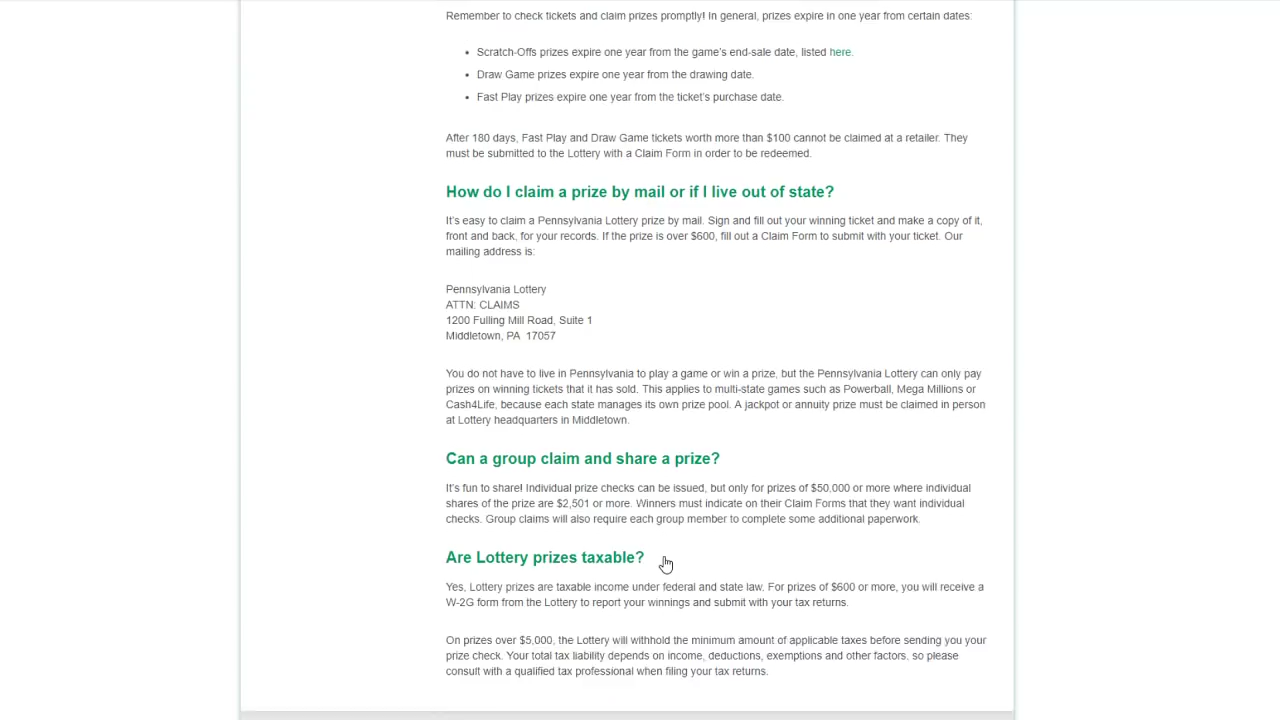 Remember to check tickets and claim prizes promptly! In general, prizes expire in one year from certain dates:
• Scratch-Offs prizes expire one year from the game's end-sale date, listed here.
• Draw Game prizes expire one year from the drawing date.
• Fast Play prizes expire one year from the ticket's purchase date.
After 180 days, Fast Play and Draw Game tickets worth more than $100 cannot be claimed at a retailer. They
must be submitted to the Lottery with a Claim Form in order to be redeemed.
How do I claim a prize by mail or if I live out of state?
It's easy to claim a Pennsylvania Lottery prize by mail. Sign and fill out your winning ticket and make a copy of it,
front and back, for your records. If the prize is over $600, fill out a Claim Form to submit with your ticket. Our
mailing address is:
Pennsylvania Lottery
ATTN: CLAIMS
1200 Fulling Mill Road, Suite 1
Middletown, PA 17057
You do not have to live in Pennsylvania to play a game or win a prize, but the Pennsylvania Lottery can only pay
prizes on winning tickets that it has sold. This applies to multi-state games such as Powerball, Mega Millions or
Cash4Life, because each state manages its own prize pool. A jackpot or annuity prize must be claimed in person
at Lottery headquarters in Middletown.
Can a group claim and share a prize?
It's fun to share! Individual prize checks can be issued, but only for prizes of $50,000 or more where individual
shares of the prize are $2,501 or more. Winners must indicate on their Claim Forms that they want individual
checks. Group claims will also require each group member to complete some additional paperwork.
Are Lottery prizes taxable?
Yes, Lottery prizes are taxable income under federal and state law. For prizes of $600 or more, you will receive a
W-2G form from the Lottery to report your winnings and submit with your tax returns.
On prizes over $5,000, the Lottery will withhold the minimum amount of applicable taxes before sending you your
prize check. Your total tax liability depends on income, deductions, exemptions and other factors, so please
consult with a qualified tax professional when filing your tax returns.